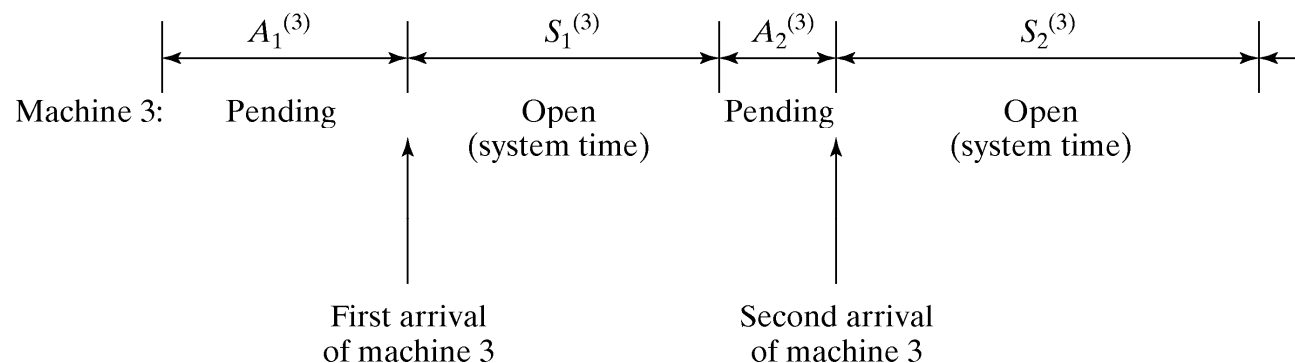 A₁⁽³⁾ S₁⁽³⁾ A₂⁽³⁾ S₂⁽³⁾
Machine 3: Pending Open Pending Open
(system time) (system time)
First arrival Second arrival
of machine 3 of machine 3